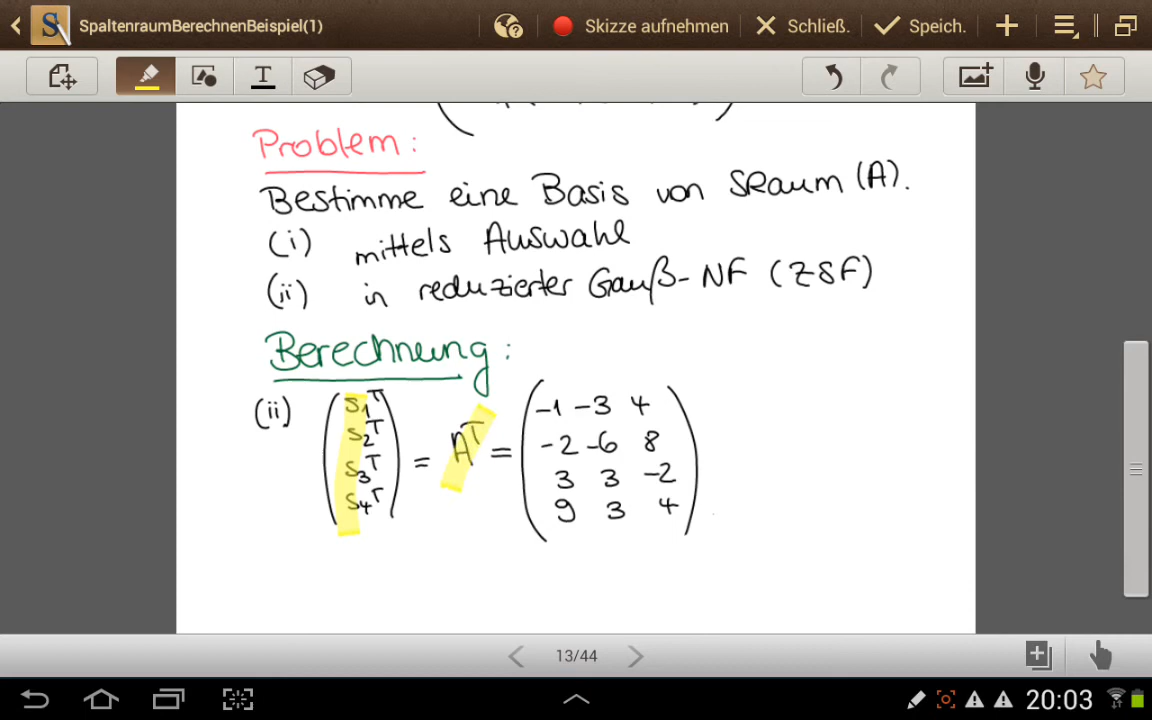 SpaltenraumBerechnenBeispiel(1)
Skizze aufnehmen
Schließ.
Speich.
Problem:
Bestimme eine Basis von SRaum (A).
(i) mittels Auswahl
(ii) in reduzierter Gauß-NF (ZSF)
Berechnung:
(ii) (s1T s2T s3T s4T) = AT =
-1 -3 4
-2 -6 8
3 3 -2
9 3 4
13/44
20:03